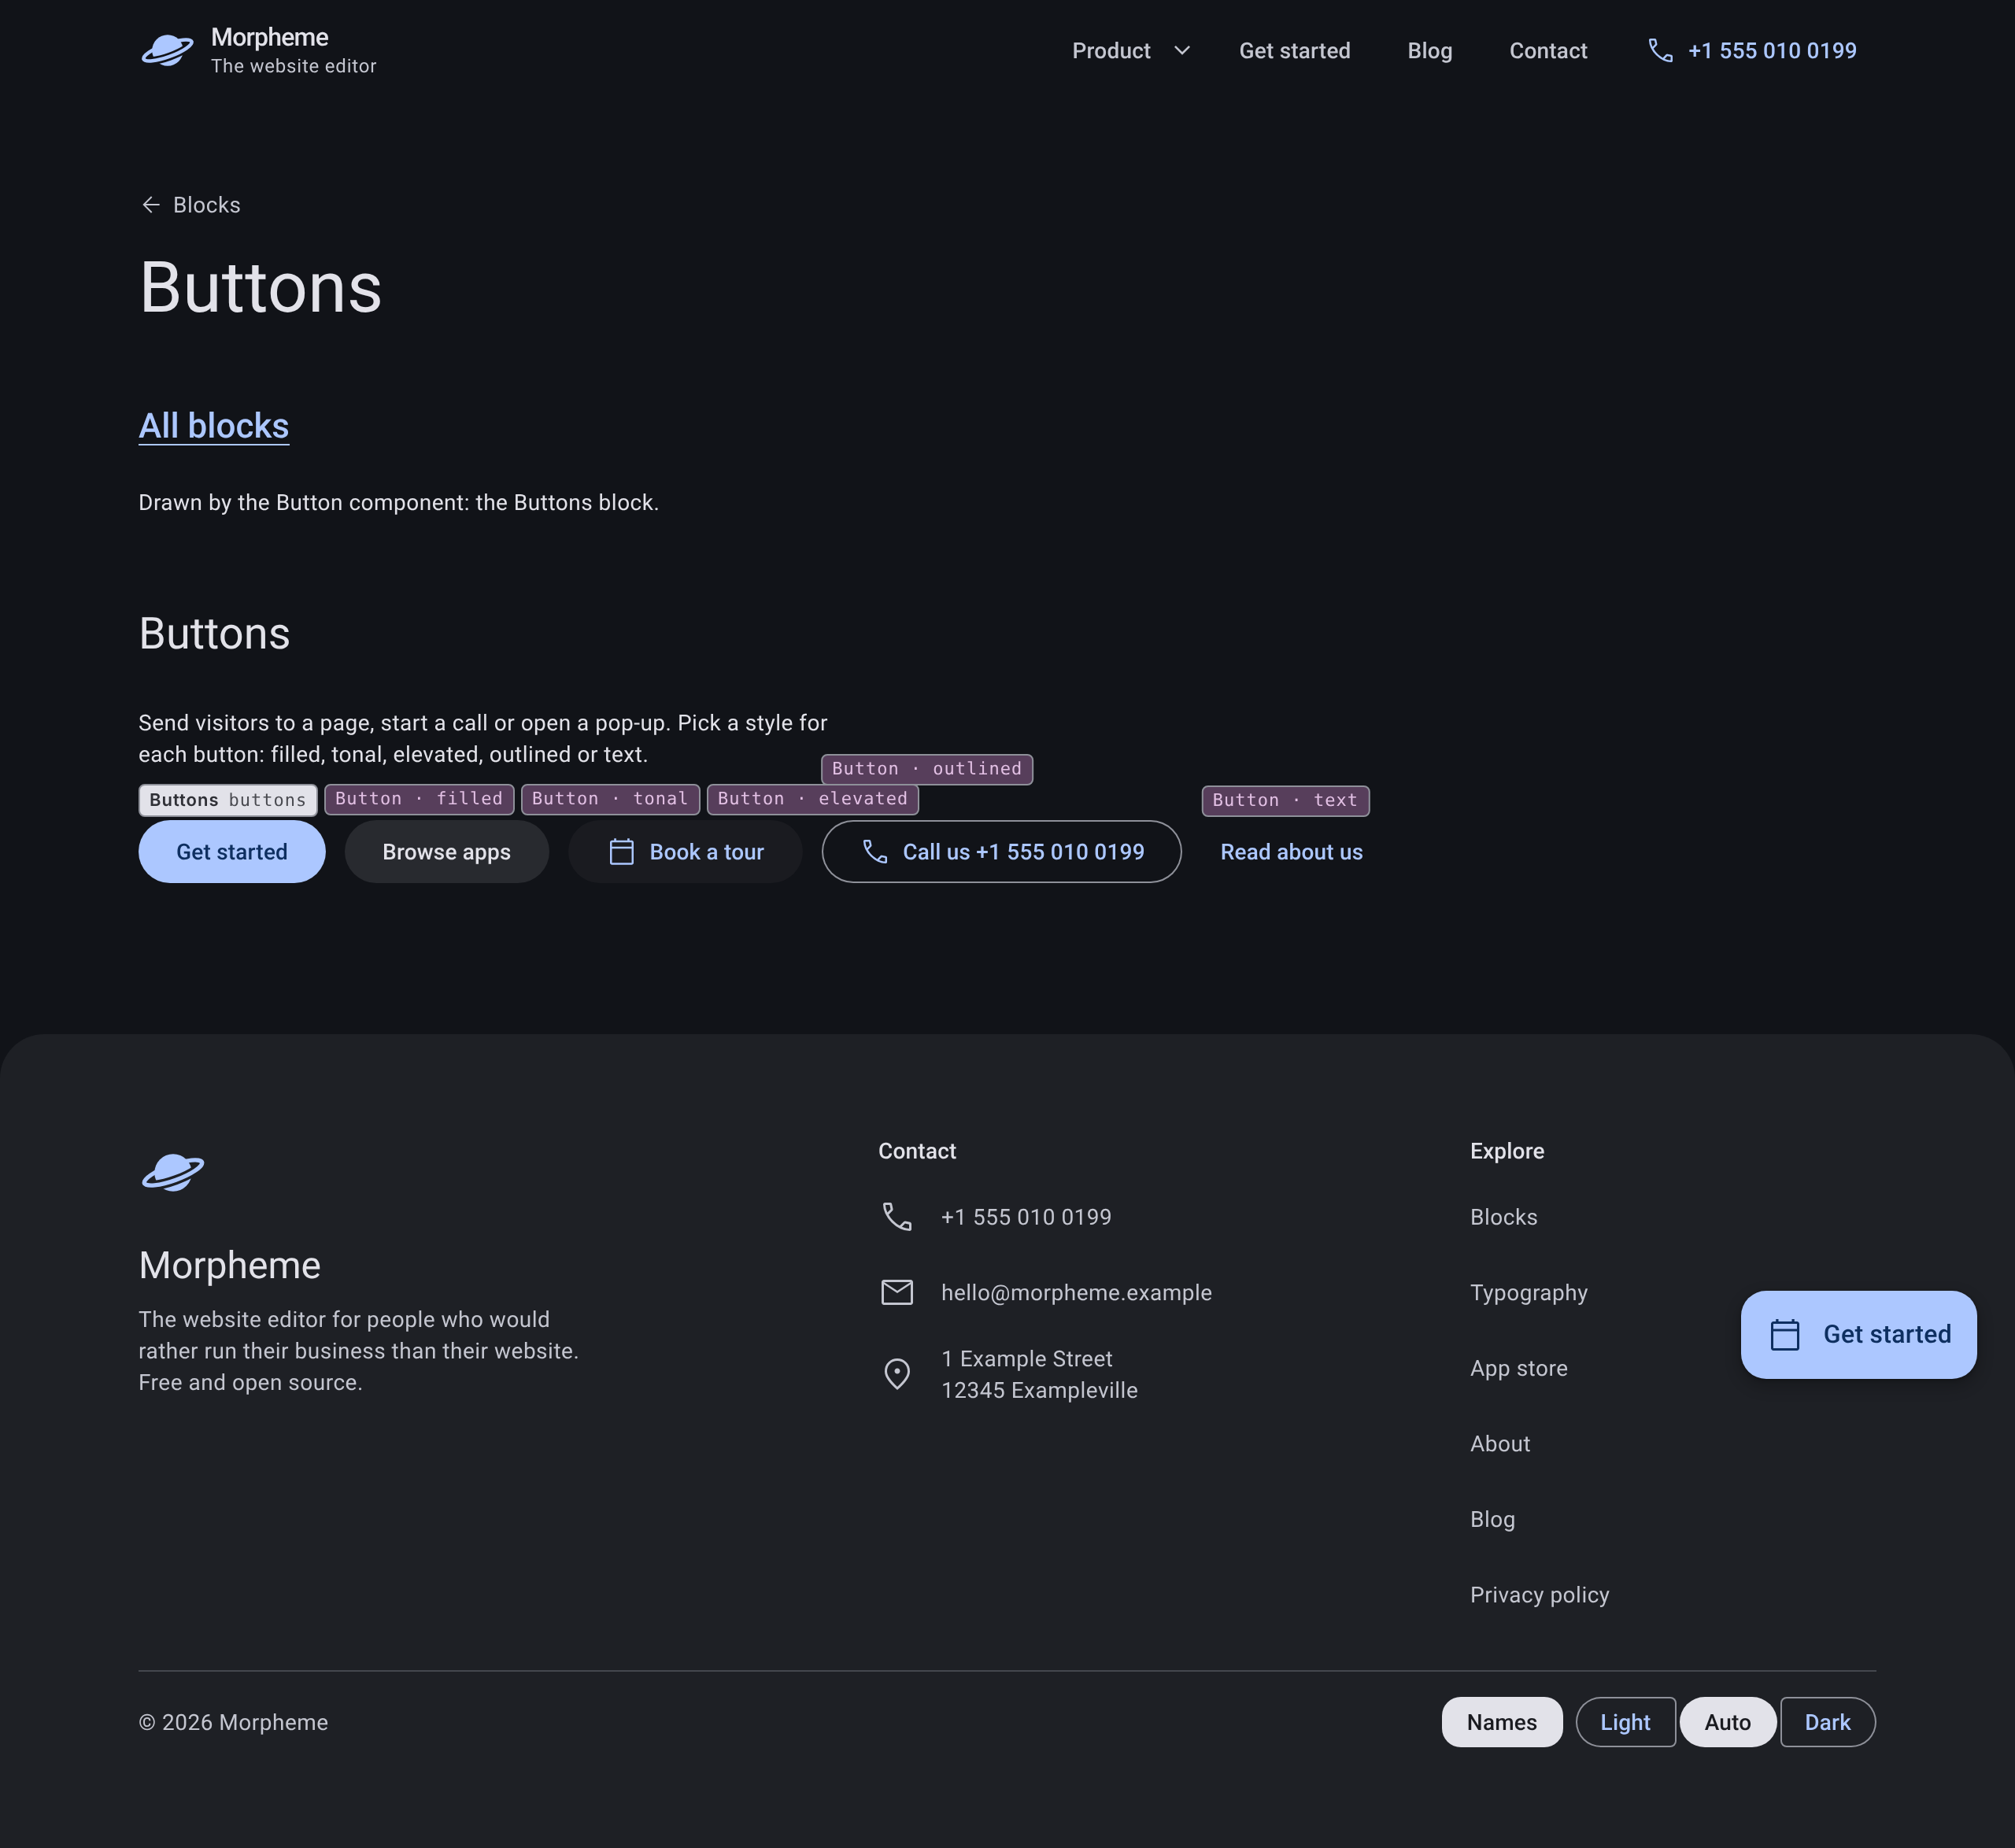 Morpheme
The website editor
Product
Get started
Blog
Contact
+1 555 010 0199
Blocks
Buttons
All blocks
Drawn by the Button component: the Buttons block.
Buttons
Send visitors to a page, start a call or open a pop-up. Pick a style for
each button: filled, tonal, elevated, outlined or text.
Button · outlined
Buttons buttons
Button · filled
Button · tonal
Button · elevated
Button · text
Get started
Browse apps
Book a tour
Call us +1 555 010 0199
Read about us
Morpheme
The website editor for people who would
rather run their business than their website.
Free and open source.
Contact
+1 555 010 0199
hello@morpheme.example
1 Example Street
12345 Exampleville
Explore
Blocks
Typography
App store
About
Blog
Privacy policy
Get started
© 2026 Morpheme
Names
Light
Auto
Dark